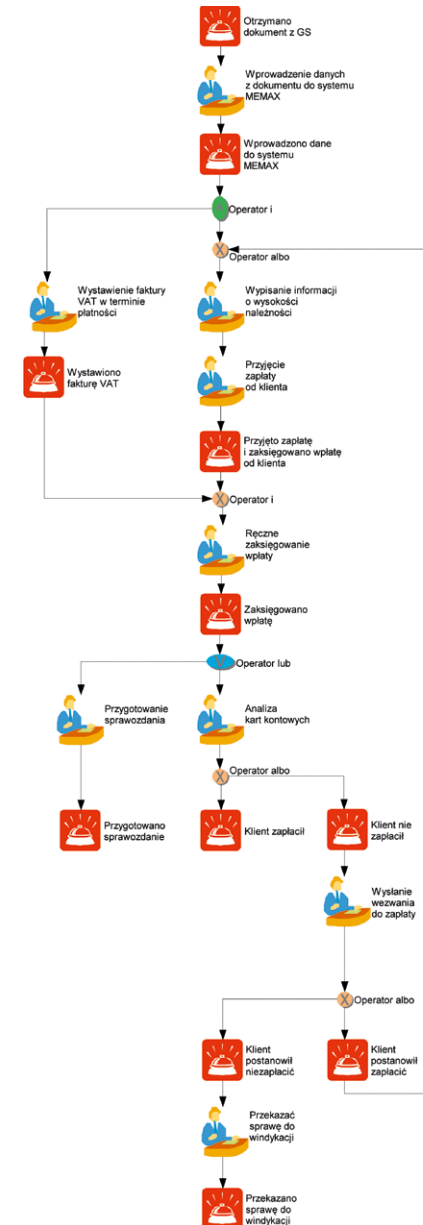 Otrzymano
dokument z GS
Wprowadzenie danych
z dokumentu do systemu
MEMAX
Wprowadzono dane
do systemu
MEMAX
Operator i
X
Operator albo
Wystawienie faktury
VAT w terminie
płatności
Wypisanie informacji
o wysokości
należności
Wystawiono
fakturę VAT
Przyjęcie
zapłaty
od klienta
Przyjęto zapłatę
i zaksięgowano wpłatę
od klienta
X
Operator i
Ręczne
zaksięgowanie
wpłaty
Zaksięgowano
wpłatę
V
Operator lub
Przygotowanie
sprawozdania
Analiza
kart kontowych
X
Operator albo
Przygotowano
sprawozdanie
Klient zapłacił
Klient nie
zapłacił
Wysłanie
wezwania
do zapłaty
X
Operator albo
Klient
postanowił
niezapłacić
Klient
postanowił
zapłacić
Przekazać
sprawę do
windykacji
Przekazano
sprawę do
windykacji